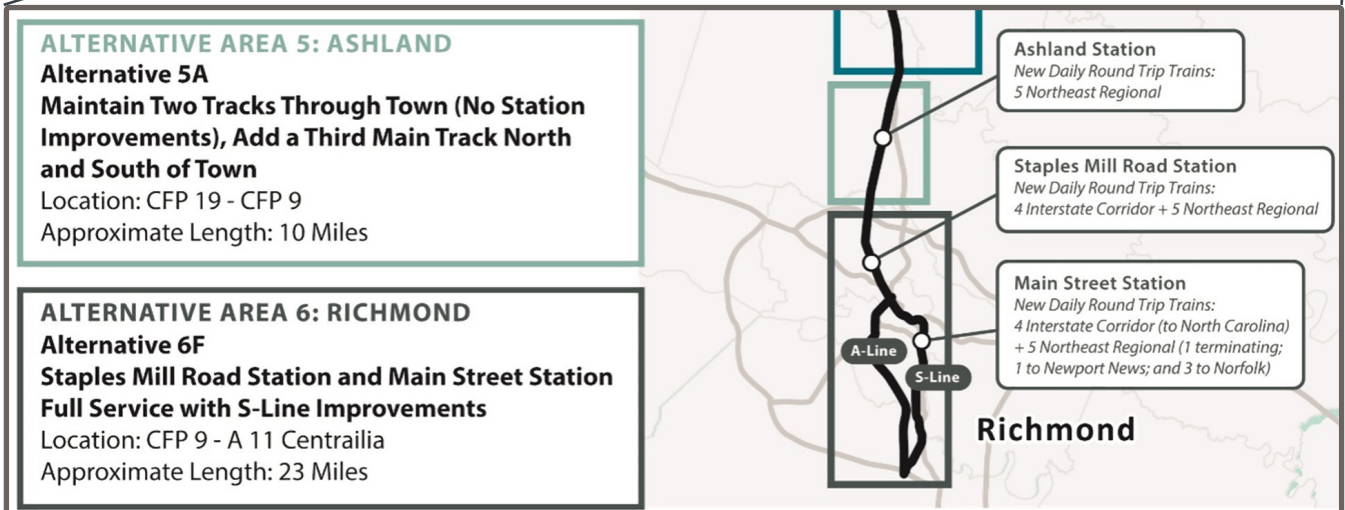 ALTERNATIVE AREA 5: ASHLAND
Alternative 5A
Maintain Two Tracks Through Town (No Station
Improvements), Add a Third Main Track North
and South of Town
Location: CFP 19 - CFP 9
Approximate Length: 10 Miles
ALTERNATIVE AREA 6: RICHMOND
Alternative 6F
Staples Mill Road Station and Main Street Station
Full Service with S-Line Improvements
Location: CFP 9 - A 11 Centrailia
Approximate Length: 23 Miles
Ashland Station
New Daily Round Trip Trains:
5 Northeast Regional
Staples Mill Road Station
New Daily Round Trip Trains:
4 Interstate Corridor + 5 Northeast Regional
Main Street Station
New Daily Round Trip Trains:
4 Interstate Corridor (to North Carolina)
+ 5 Northeast Regional (1 terminating;
1 to Newport News; and 3 to Norfolk)
A-Line
S-Line
Richmond